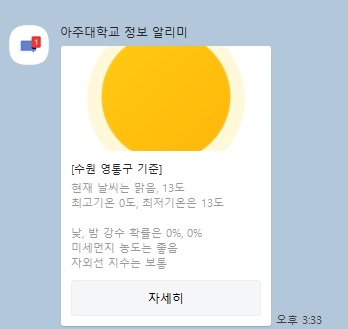 아주대학교 정보 알리미
1
[수원 영통구 기준]
현재 날씨는 맑음, 13도
최고기온 0도, 최저기온은 13도
낮, 밤 강수 확률은 0%, 0%
미세먼지 농도는 좋음
자외선 지수는 보통
자세히
오후 3:33